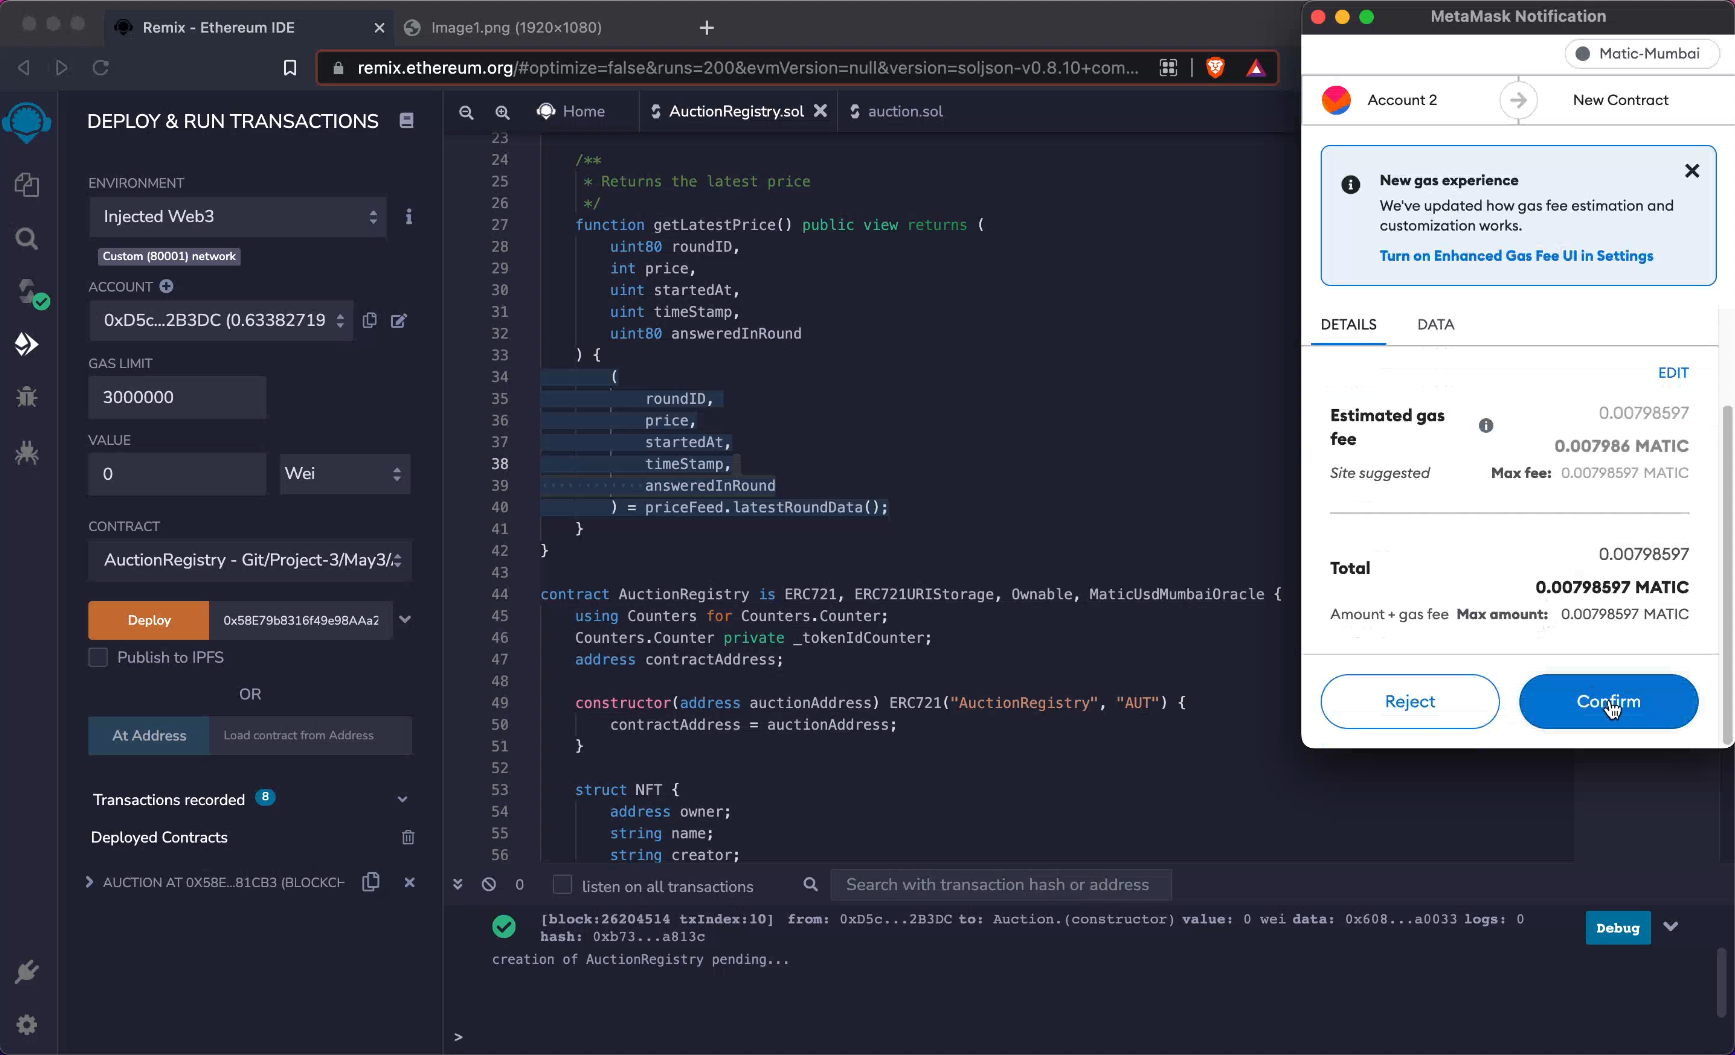 Remix - Ethereum IDE
Image1.png (1920×1080)
remix.ethereum.org/#optimize=false&runs=200&evmVersion=null&version=soljson-v0.8.10+com...
DEPLOY & RUN TRANSACTIONS
ENVIRONMENT
Injected Web3
Custom (80001) network
ACCOUNT
0xD5c...2B3DC (0.63382719
GAS LIMIT
3000000
VALUE
0
Wei
CONTRACT
AuctionRegistry - Git/Project-3/May3/
Deploy
0x58E79b8316f49e98AAa2
Publish to IPFS
OR
At Address
Load contract from Address
Transactions recorded 8
Deployed Contracts
AUCTION AT 0X58E...81CB3 (BLOCKCH
Home
AuctionRegistry.sol
auction.sol
23
24 /**
25 * Returns the latest price
26 */
27 function getLatestPrice() public view returns (
28 uint80 roundID,
29 int price,
30 uint startedAt,
31 uint timeStamp,
32 uint80 answeredInRound
33 ) {
34 (
35 roundID,
36 price,
37 startedAt,
38 timeStamp,
39 answeredInRound
40 ) = priceFeed.latestRoundData();
41 }
42 }
43
44 contract AuctionRegistry is ERC721, ERC721URIStorage, Ownable, MaticUsdMumbaiOracle {
45 using Counters for Counters.Counter;
46 Counters.Counter private _tokenIdCounter;
47 address contractAddress;
48
49 constructor(address auctionAddress) ERC721("AuctionRegistry", "AUT") {
50 contractAddress = auctionAddress;
51 }
52
53 struct NFT {
54 address owner;
55 string name;
56 string creator;
0
listen on all transactions
Search with transaction hash or address
[block:26204514 txIndex:10] from: 0xD5c...2B3DC to: Auction.(constructor) value: 0 wei data: 0x608...a0033 logs: 0
hash: 0xb73...a813c
Debug
creation of AuctionRegistry pending...
>
MetaMask Notification
Matic-Mumbai
Account 2
New Contract
New gas experience
We've updated how gas fee estimation and
customization works.
Turn on Enhanced Gas Fee UI in Settings
DETAILS
DATA
EDIT
Estimated gas
fee
0.00798597
0.007986 MATIC
Site suggested
Max fee: 0.00798597 MATIC
0.00798597
Total
0.00798597 MATIC
Amount + gas fee Max amount: 0.00798597 MATIC
Reject
Confirm